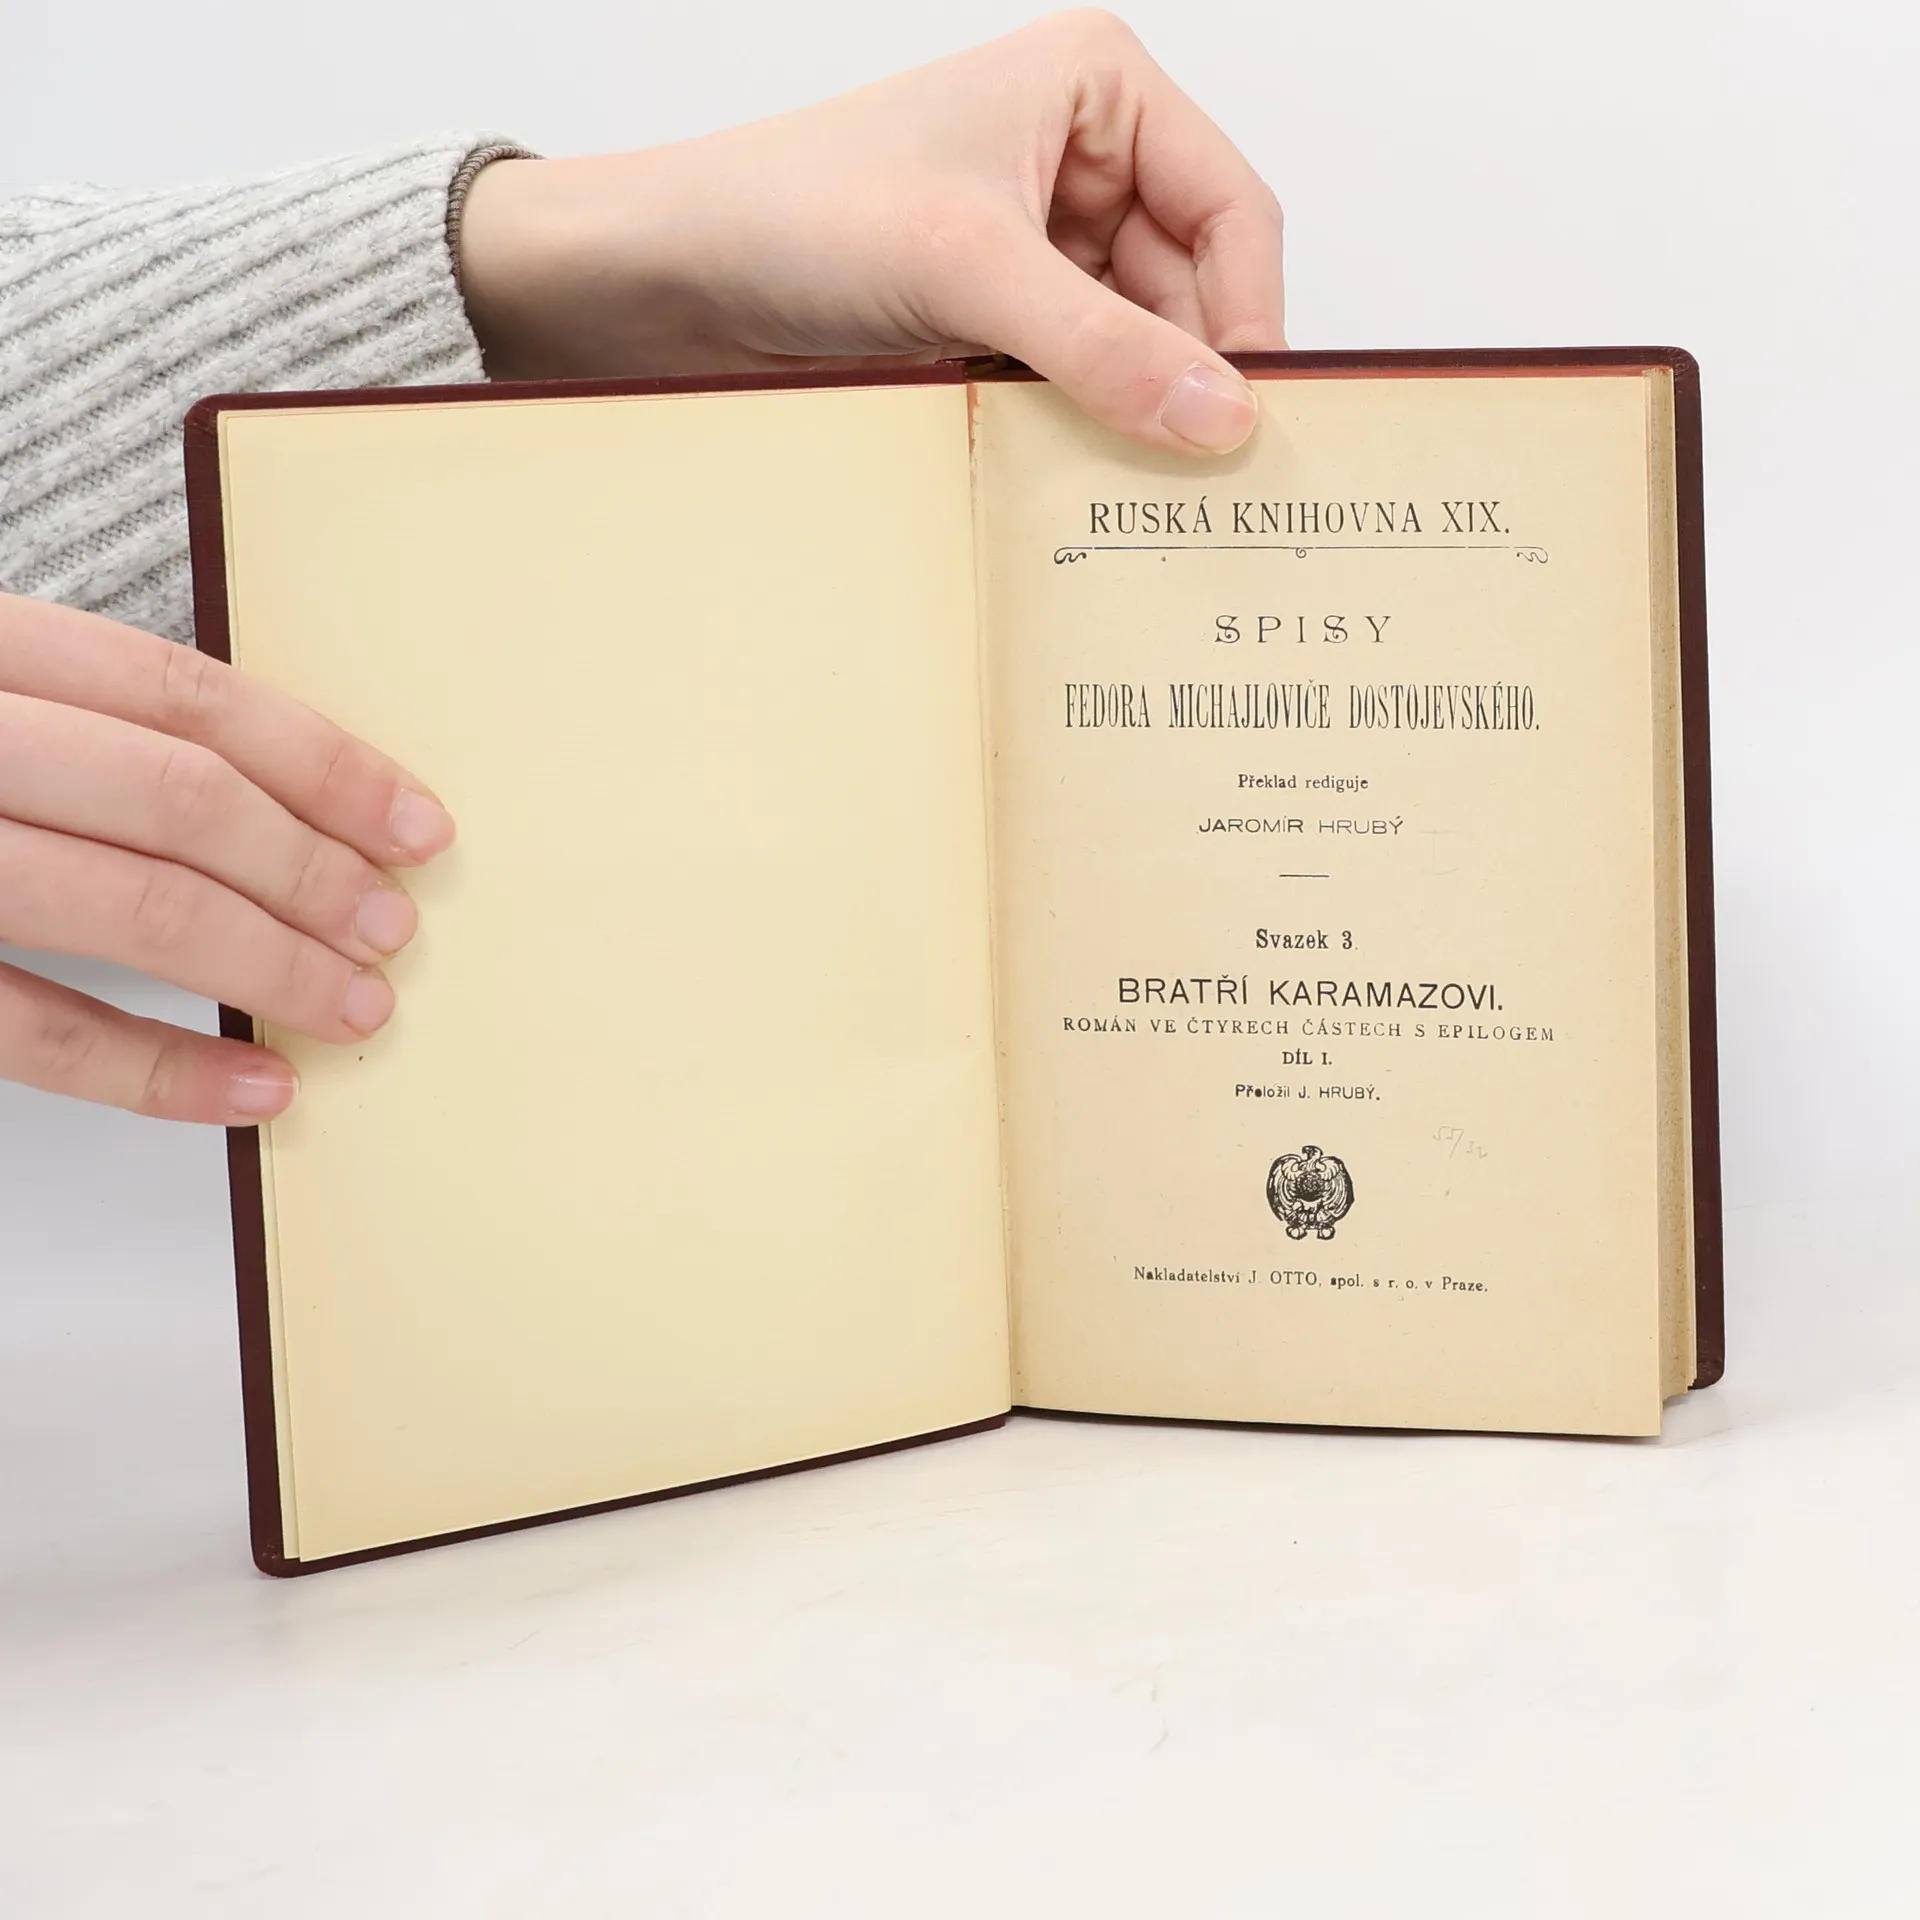 RUSKÁ KNIHOVNA XIX.
SPISY
FEDORA MICHAJLOVIČE DOSTOJEVSKÉHO.
Překlad rediguje
JAROMÍR HRUBÝ
Svazek 3.
BRATŘÍ KARAMAZOVI.
ROMÁN VE ČTYRECH ČÁSTECH S EPILOGEM
DÍL I.
Přeložil J. HRUBÝ.
Nakladatelství J. OTTO, spol. s r. o. v Praze.